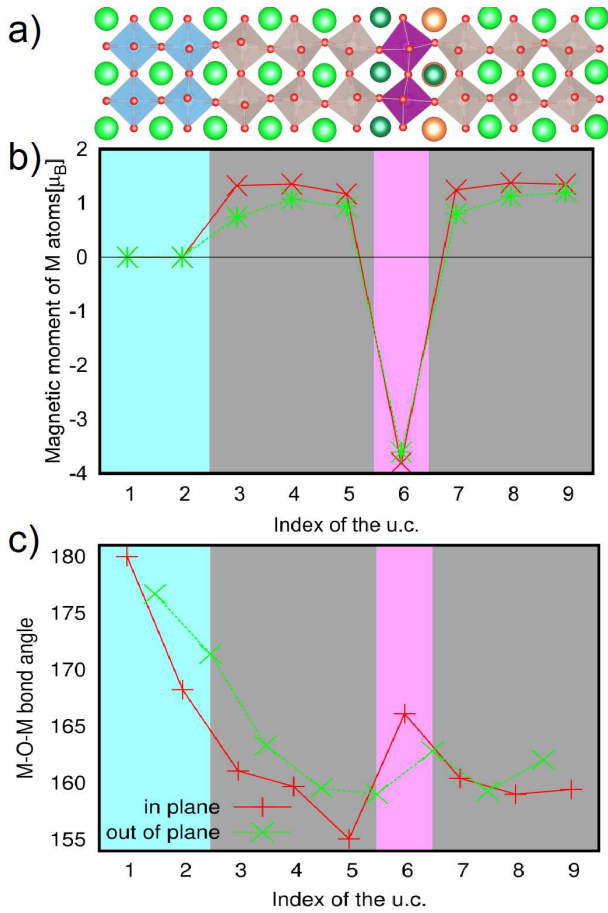 a)
b)
2
1
0
-1
-2
-3
-4
Magnetic moment of M atoms[μB]
1 2 3 4 5 6 7 8 9
Index of the u.c.
c)
180
175
170
165
160
155
M-O-M bond angle
in plane
out of plane
1 2 3 4 5 6 7 8 9
Index of the u.c.